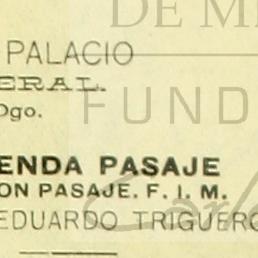 DE M
PALACIO
ERAL.
Dgo.
FUND
ENDA PASAJE
ON PASAJE. F. I. M.
EDUARDO TRIGUERO